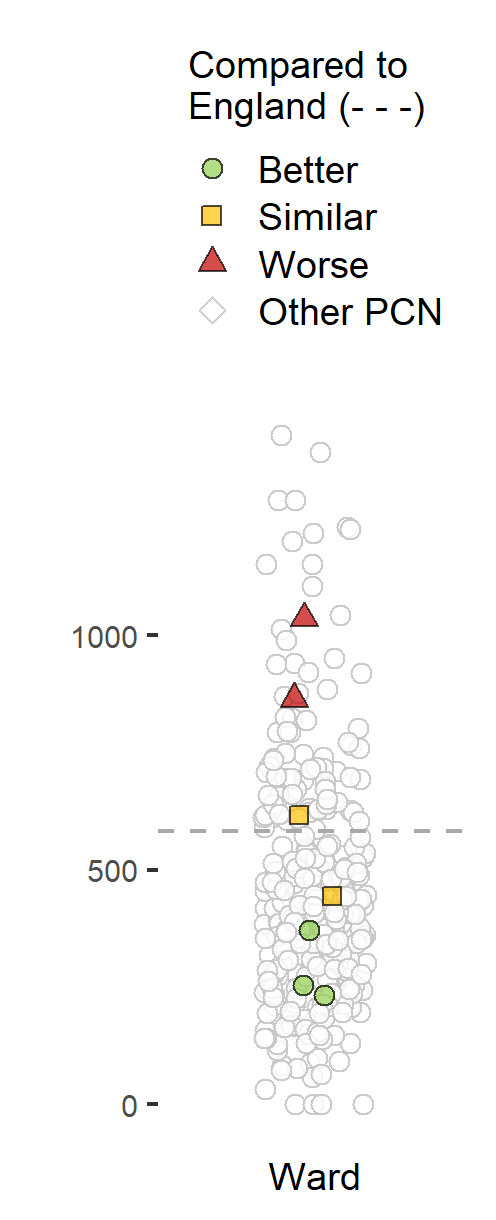 Compared to
England (- - -)
Better
Similar
Worse
Other PCN
1000
500
0
Ward